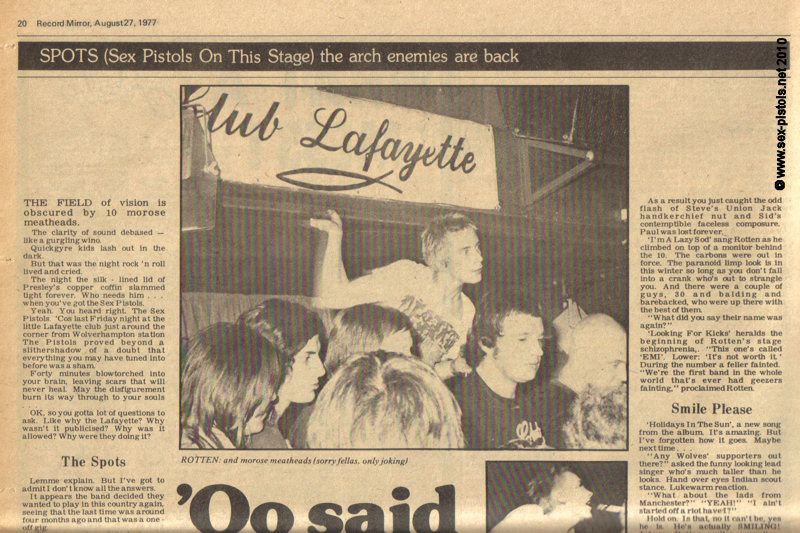 20 Record Mirror, August 27, 1977
SPOTS (Sex Pistols On This Stage) the arch enemies are back
© www.sex-pistols.net 2010
THE FIELD of vision is
obscured by 10 morose
meatheads.
The clarity of sound debased —
like a gurgling wino.
Quickgyre kids lash out in the
dark.
But that was the night rock 'n roll
lived and cried.
The night the silk - lined lid of
Presley's copper coffin slammed
tight forever. Who needs him . . .
when you've got the Sex Pistols.
Yeah. You heard right. The Sex
Pistols. 'Cos last Friday night at the
little Lafayette club just around the
corner from Wolverhampton station
The Pistols proved beyond a
slithershadow of a doubt that
everything you may have tuned into
before was a sham.
Forty minutes blowtorched into
your brain, leaving scars that will
never heal. May the disfigurement
burn its way through to your souls
.
OK, so you gotta lot of questions to
ask. Like why the Lafayette? Why
wasn't it publicised? Why was it
allowed? Why were they doing it?
The Spots
Lemme explain. But I've got to
admit I don't know all the answers.
It appears the band decided they
wanted to play in this country again,
seeing that the last time was around
four months ago and that was a one -
off gig.
Club Lafayette
ROTTEN: and morose meatheads (sorry fellas, only joking)
'Oo said
As a result you just caught the odd
flash of Steve's Union Jack
handkerchief nut and Sid's
contemptible faceless composure.
Paul was lost forever.
'I'm A Lazy Sod' sang Rotten as he
climbed on top of a monitor behind
the 10. The carbons were out in
force. The paranoid limp look is in
this winter so long as you don't fall
into a crank who's out to strangle
you. And there were a couple of
guys, 30 and balding and
barebacked, who were up there with
the best of them.
"What did you say their name was
again?"
'Looking For Kicks' heralds the
beginning of Rotten's stage
schizophrenia,. "This one's called
'EMI'. Lower: 'It's not worth it.'
During the number a feller fainted.
"We're the first band in the whole
world that's ever had geezers
fainting," proclaimed Rotten.
Smile Please
'Holidays In The Sun', a new song
from the album. It's amazing. But
I've forgotten how it goes. Maybe
next time . . .
"Any Wolves' supporters out
there?" asked the funny looking lead
singer who's much taller than he
looks. Hand over eyes Indian scout
stance. Lukewarm reaction.
"What about the lads from
Manchester?" "YEAH!" "I ain't
started off a riot have I?"
Hold on. Is that, no it can't be, yes
he is. He's actually SMILING!